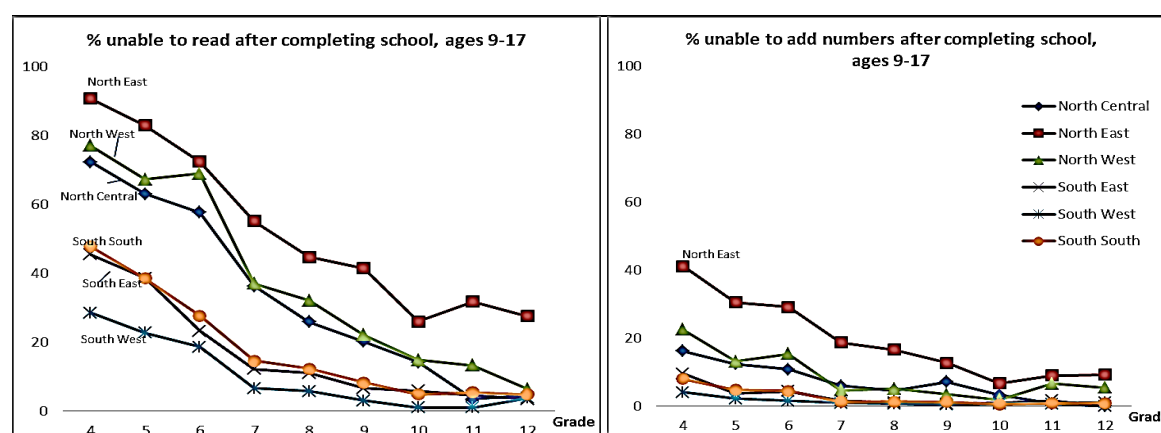 % unable to read after completing school, ages 9-17
100
80
60
40
20
0
North East
North West
North Central
South South
South East
South West
4 5 6 7 8 9 10 11 12
Grade
% unable to add numbers after completing school,
ages 9-17
100
80
60
40
20
0
North East
North Central
North East
North West
South East
South West
South South
4 5 6 7 8 9 10 11 12
Grad